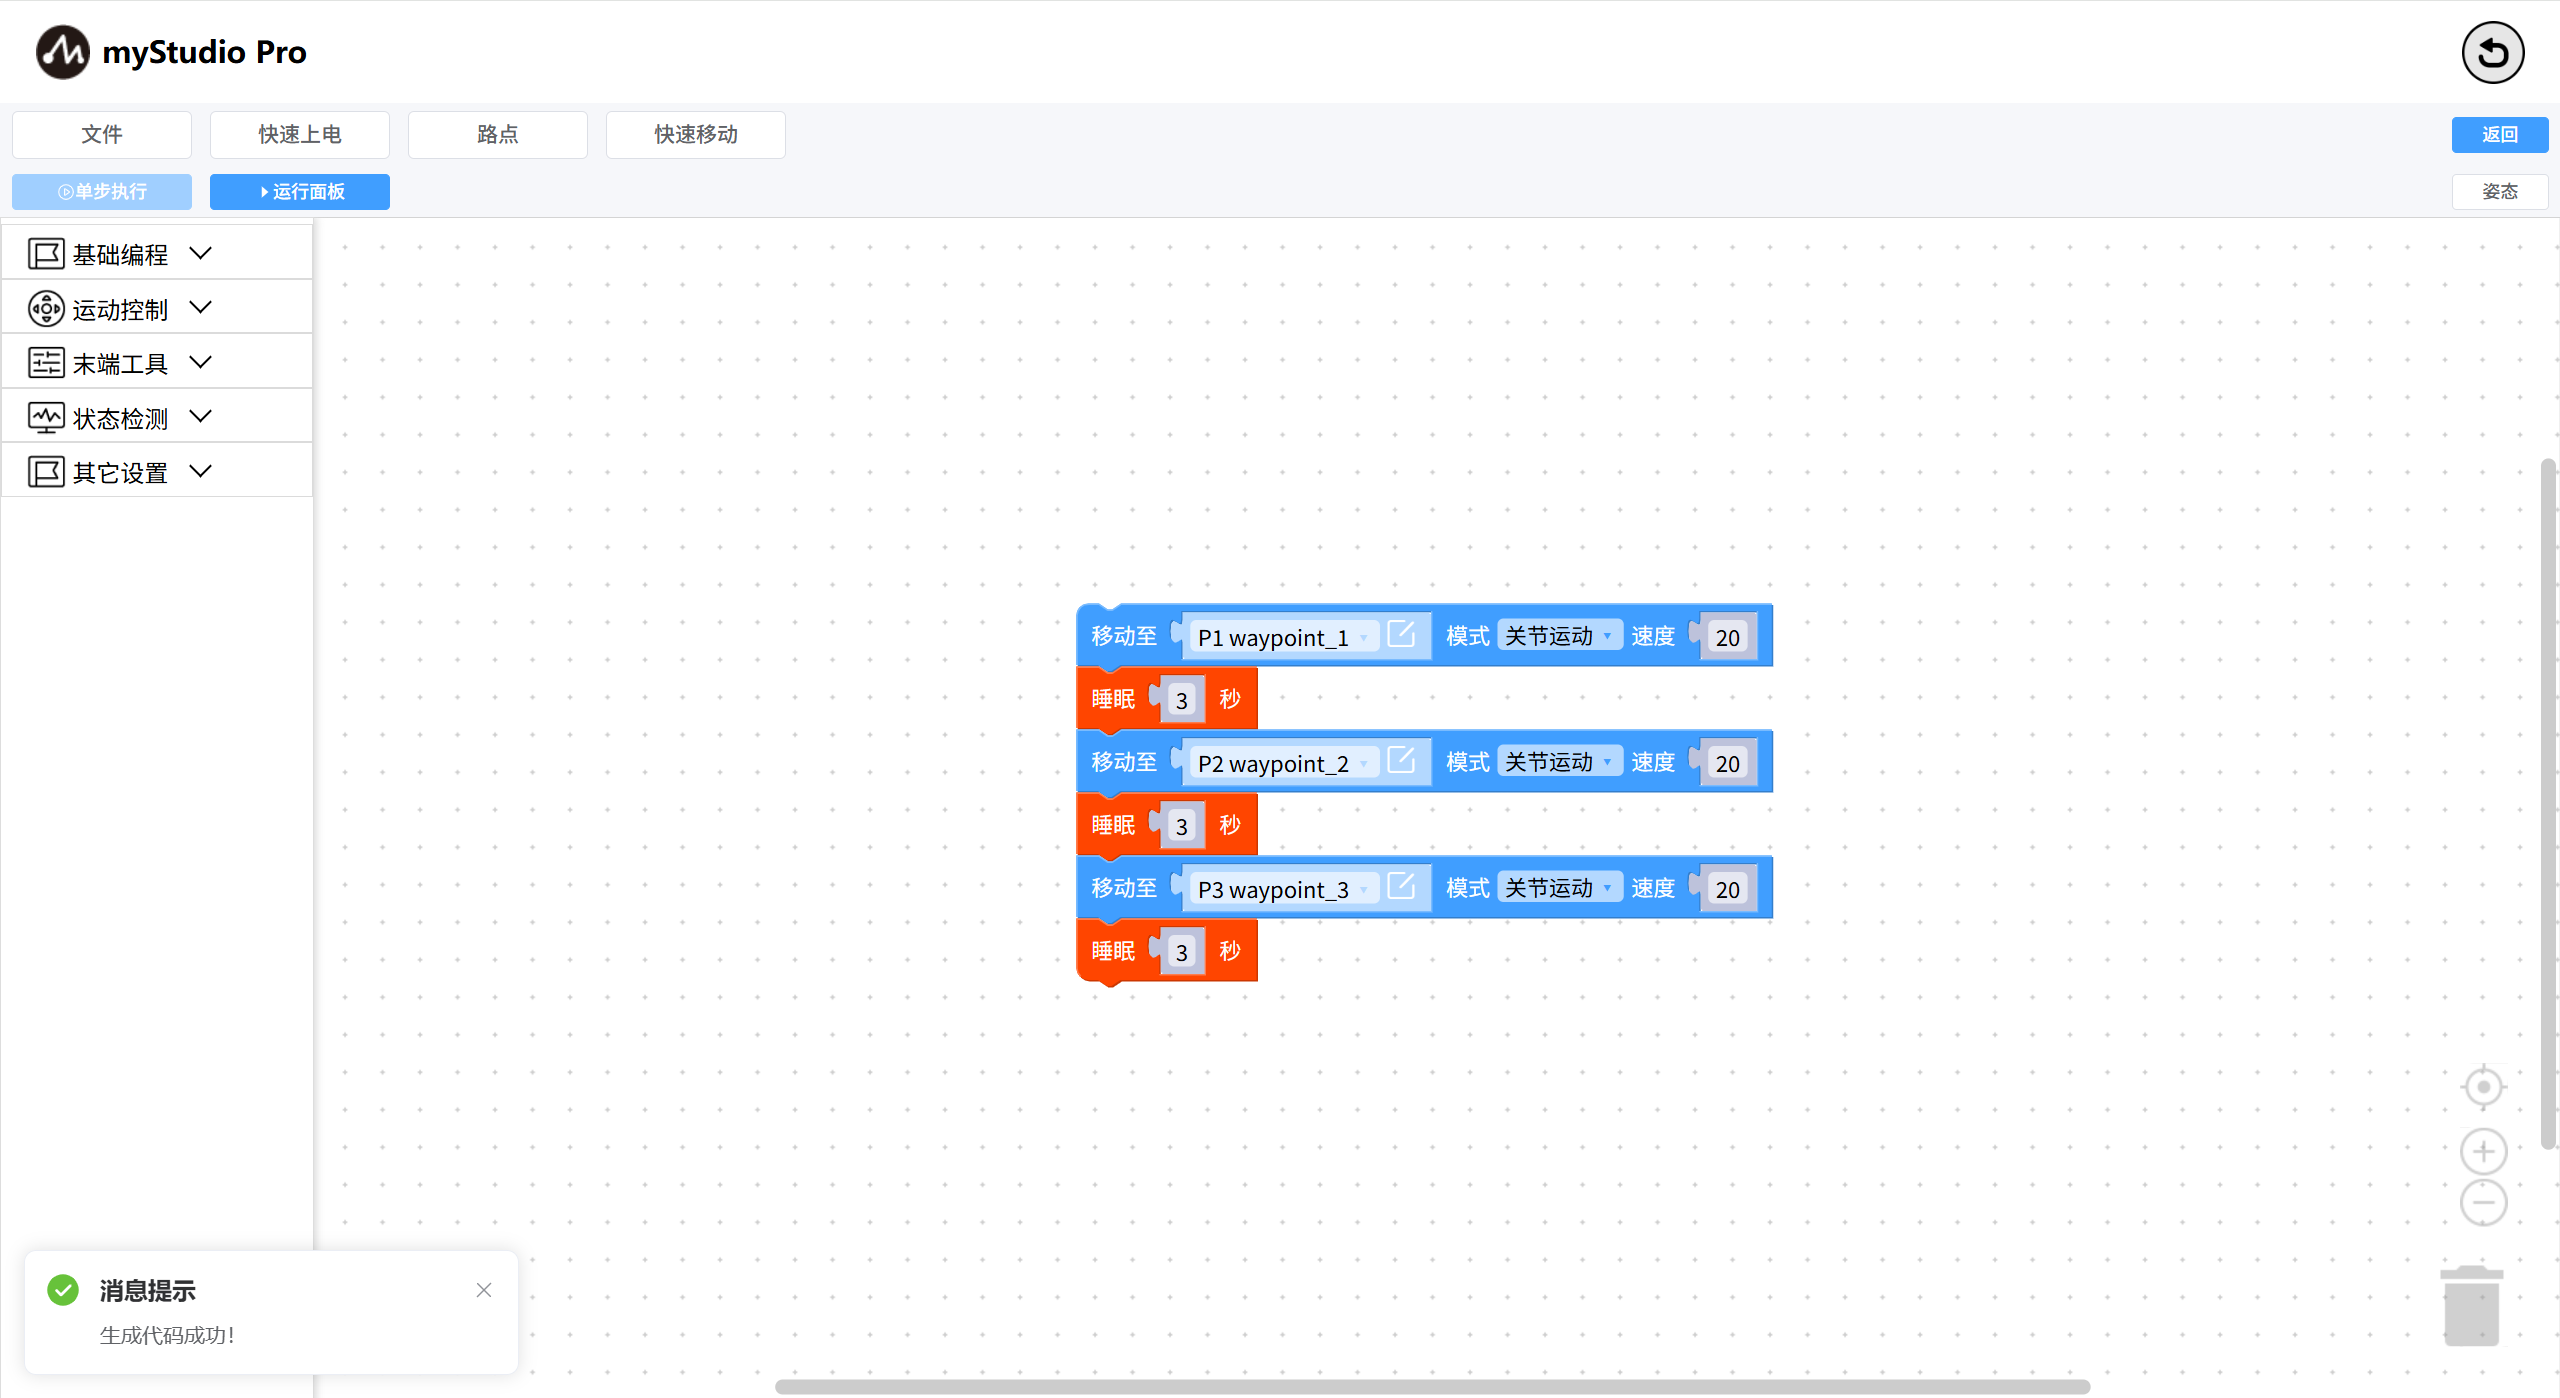 myStudio Pro
文件 快速上电 路点 快速移动 返回
单步执行 运行面板 姿态
基础编程
运动控制
末端工具
状态检测
其它设置
移动至 P1 waypoint_1 模式 关节运动 速度 20
睡眠 3 秒
移动至 P2 waypoint_2 模式 关节运动 速度 20
睡眠 3 秒
移动至 P3 waypoint_3 模式 关节运动 速度 20
睡眠 3 秒
消息提示
生成代码成功!